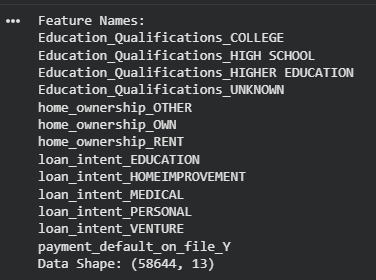 ••• Feature Names:
Education_Qualifications_COLLEGE
Education_Qualifications_HIGH SCHOOL
Education_Qualifications_HIGHER EDUCATION
Education_Qualifications_UNKNOWN
home_ownership_OTHER
home_ownership_OWN
home_ownership_RENT
loan_intent_EDUCATION
loan_intent_HOMEIMPROVEMENT
loan_intent_MEDICAL
loan_intent_PERSONAL
loan_intent_VENTURE
payment_default_on_file_Y
Data Shape: (58644, 13)